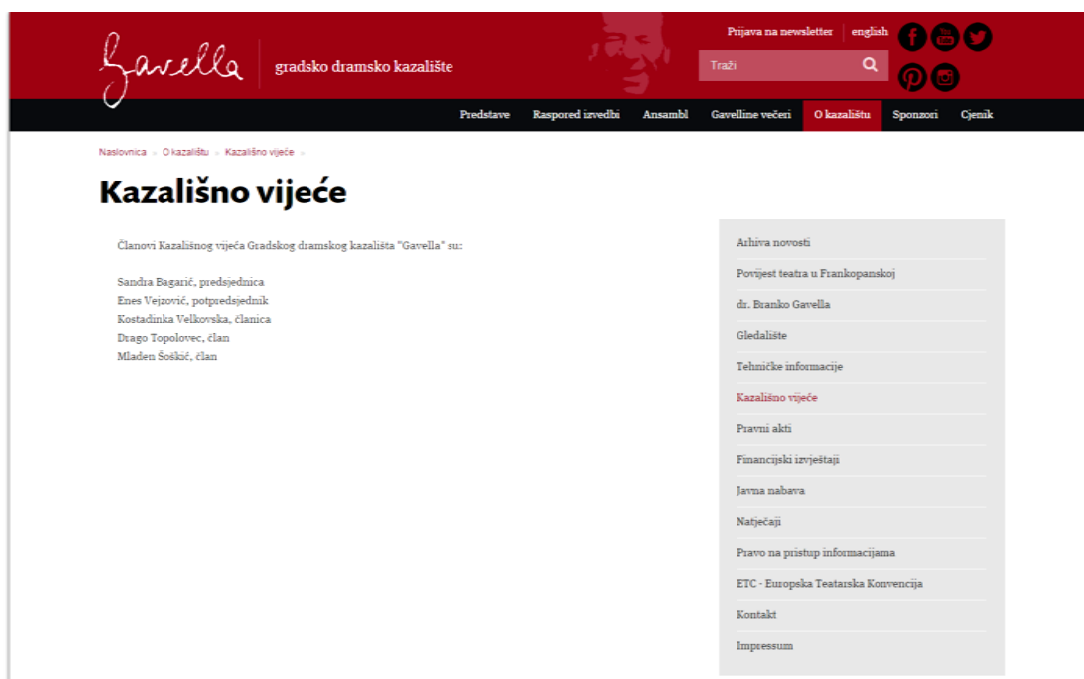 Gavella
gradsko dramsko kazalište
Prijava na newsletter
english
Traži
Predstave
Raspored izvedbi
Ansambl
Gavelline večeri
O kazalištu
Sponzori
Cjenik
Naslovnica » O kazalištu » Kazališno vijeće »
Kazališno vijeće
Članovi Kazališnog vijeća Gradskog dramskog kazališta "Gavella" su:
Sandra Bagarić, predsjednica
Enes Vejzović, potpredsjednik
Kostadinka Velkovska, članica
Drago Topolovec, član
Mladen Šoškić, član
Arhiva novosti
Povijest teatra u Frankopanskoj
dr. Branko Gavella
Gledalište
Tehničke informacije
Kazališno vijeće
Pravni akti
Financijski izvještaji
Javna nabava
Natječaji
Pravo na pristup informacijama
ETC - Europska Teatarska Konvencija
Kontakt
Impressum